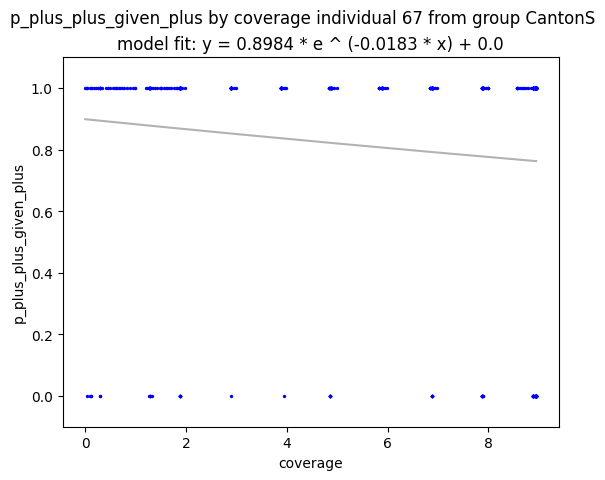 p_plus_plus_given_plus by coverage individual 67 from group CantonS
model fit: y = 0.8984 * e ^ (-0.0183 * x) + 0.0
1.0
0.8
0.6
0.4
0.2
0.0
p_plus_plus_given_plus
0 2 4 6 8
coverage